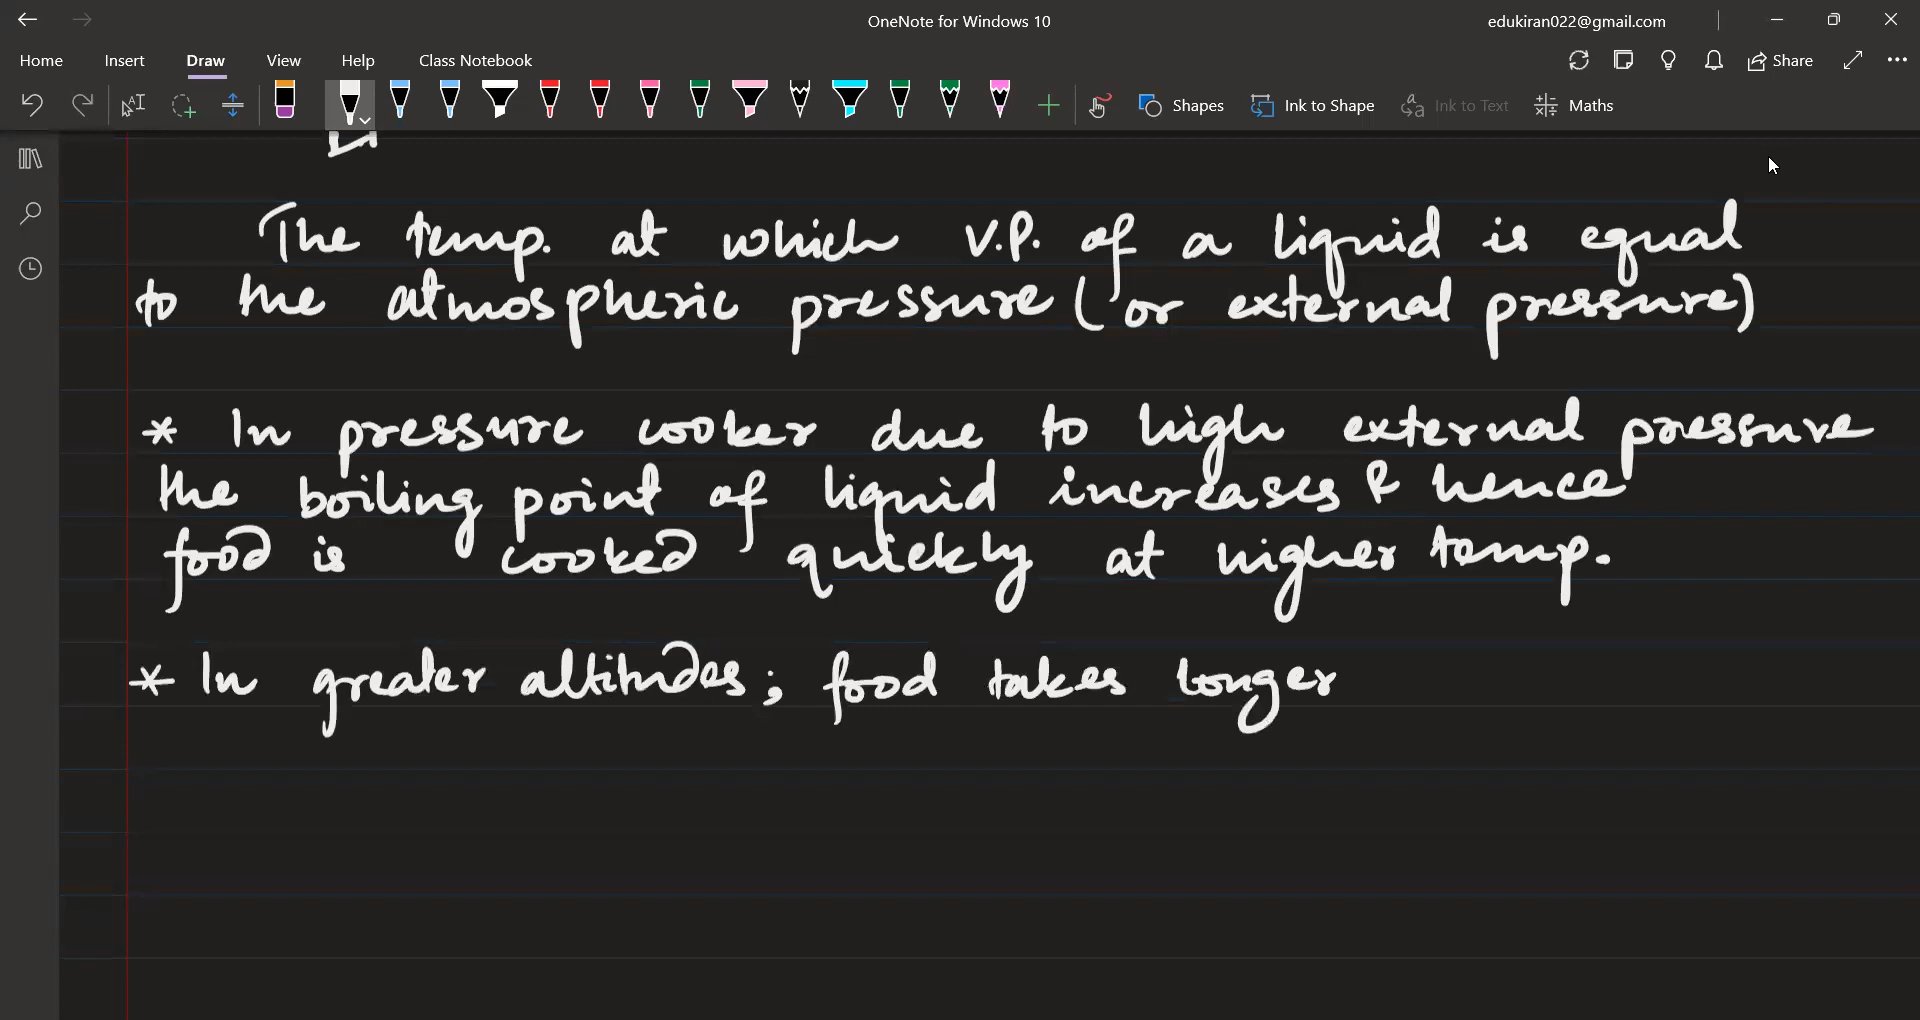 OneNote for Windows 10
edukiran022@gmail.com
Home Insert Draw View Help Class Notebook
Share
Shapes Ink to Shape Ink to Text Maths
The temp. at which v.p. of a liquid is equal
to the atmospheric pressure (or external pressure)
* In pressure cooker due to high external pressure
the boiling point of liquid increases & hence
food is cooked quickly at higher temp.
* In greater altitudes; food takes longer